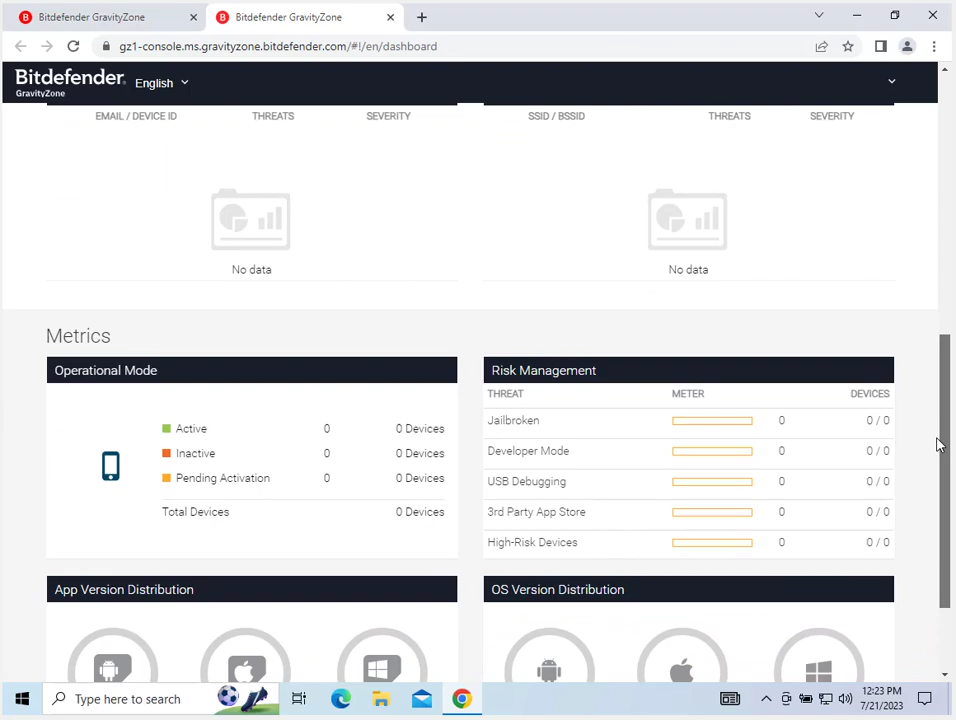 Bitdefender GravityZone
Bitdefender GravityZone
gz1-console.ms.gravityzone.bitdefender.com/#!/en/dashboard
Bitdefender
GravityZone
English
EMAIL / DEVICE ID THREATS SEVERITY
SSID / BSSID THREATS SEVERITY
No data
No data
Metrics
Operational Mode
Active 0 0 Devices
Inactive 0 0 Devices
Pending Activation 0 0 Devices
Total Devices 0 Devices
Risk Management
THREAT METER DEVICES
Jailbroken 0 0 / 0
Developer Mode 0 0 / 0
USB Debugging 0 0 / 0
3rd Party App Store 0 0 / 0
High-Risk Devices 0 0 / 0
App Version Distribution
OS Version Distribution
Type here to search
12:23 PM
7/21/2023